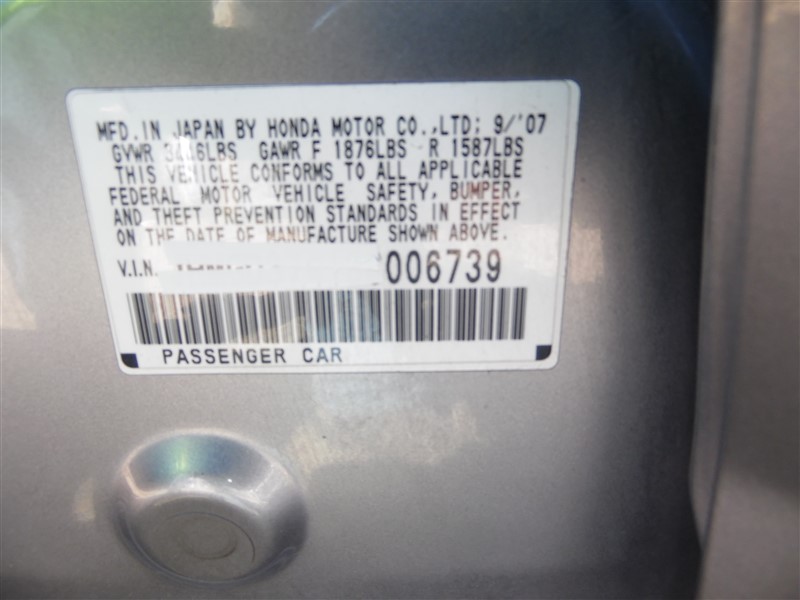 MFD.IN JAPAN BY HONDA MOTOR CO.,LTD; 9/'07
GVWR GAWR F 1876LBS R 1587LBS
THIS VEHICLE CONFORMS TO ALL APPLICABLE
FEDERAL MOTOR VEHICLE SAFETY, BUMPER,
AND THEFT PREVENTION STANDARDS IN EFFECT
ON THE DATE OF MANUFACTURE SHOWN ABOVE.
V.I.N. 006739
PASSENGER CAR